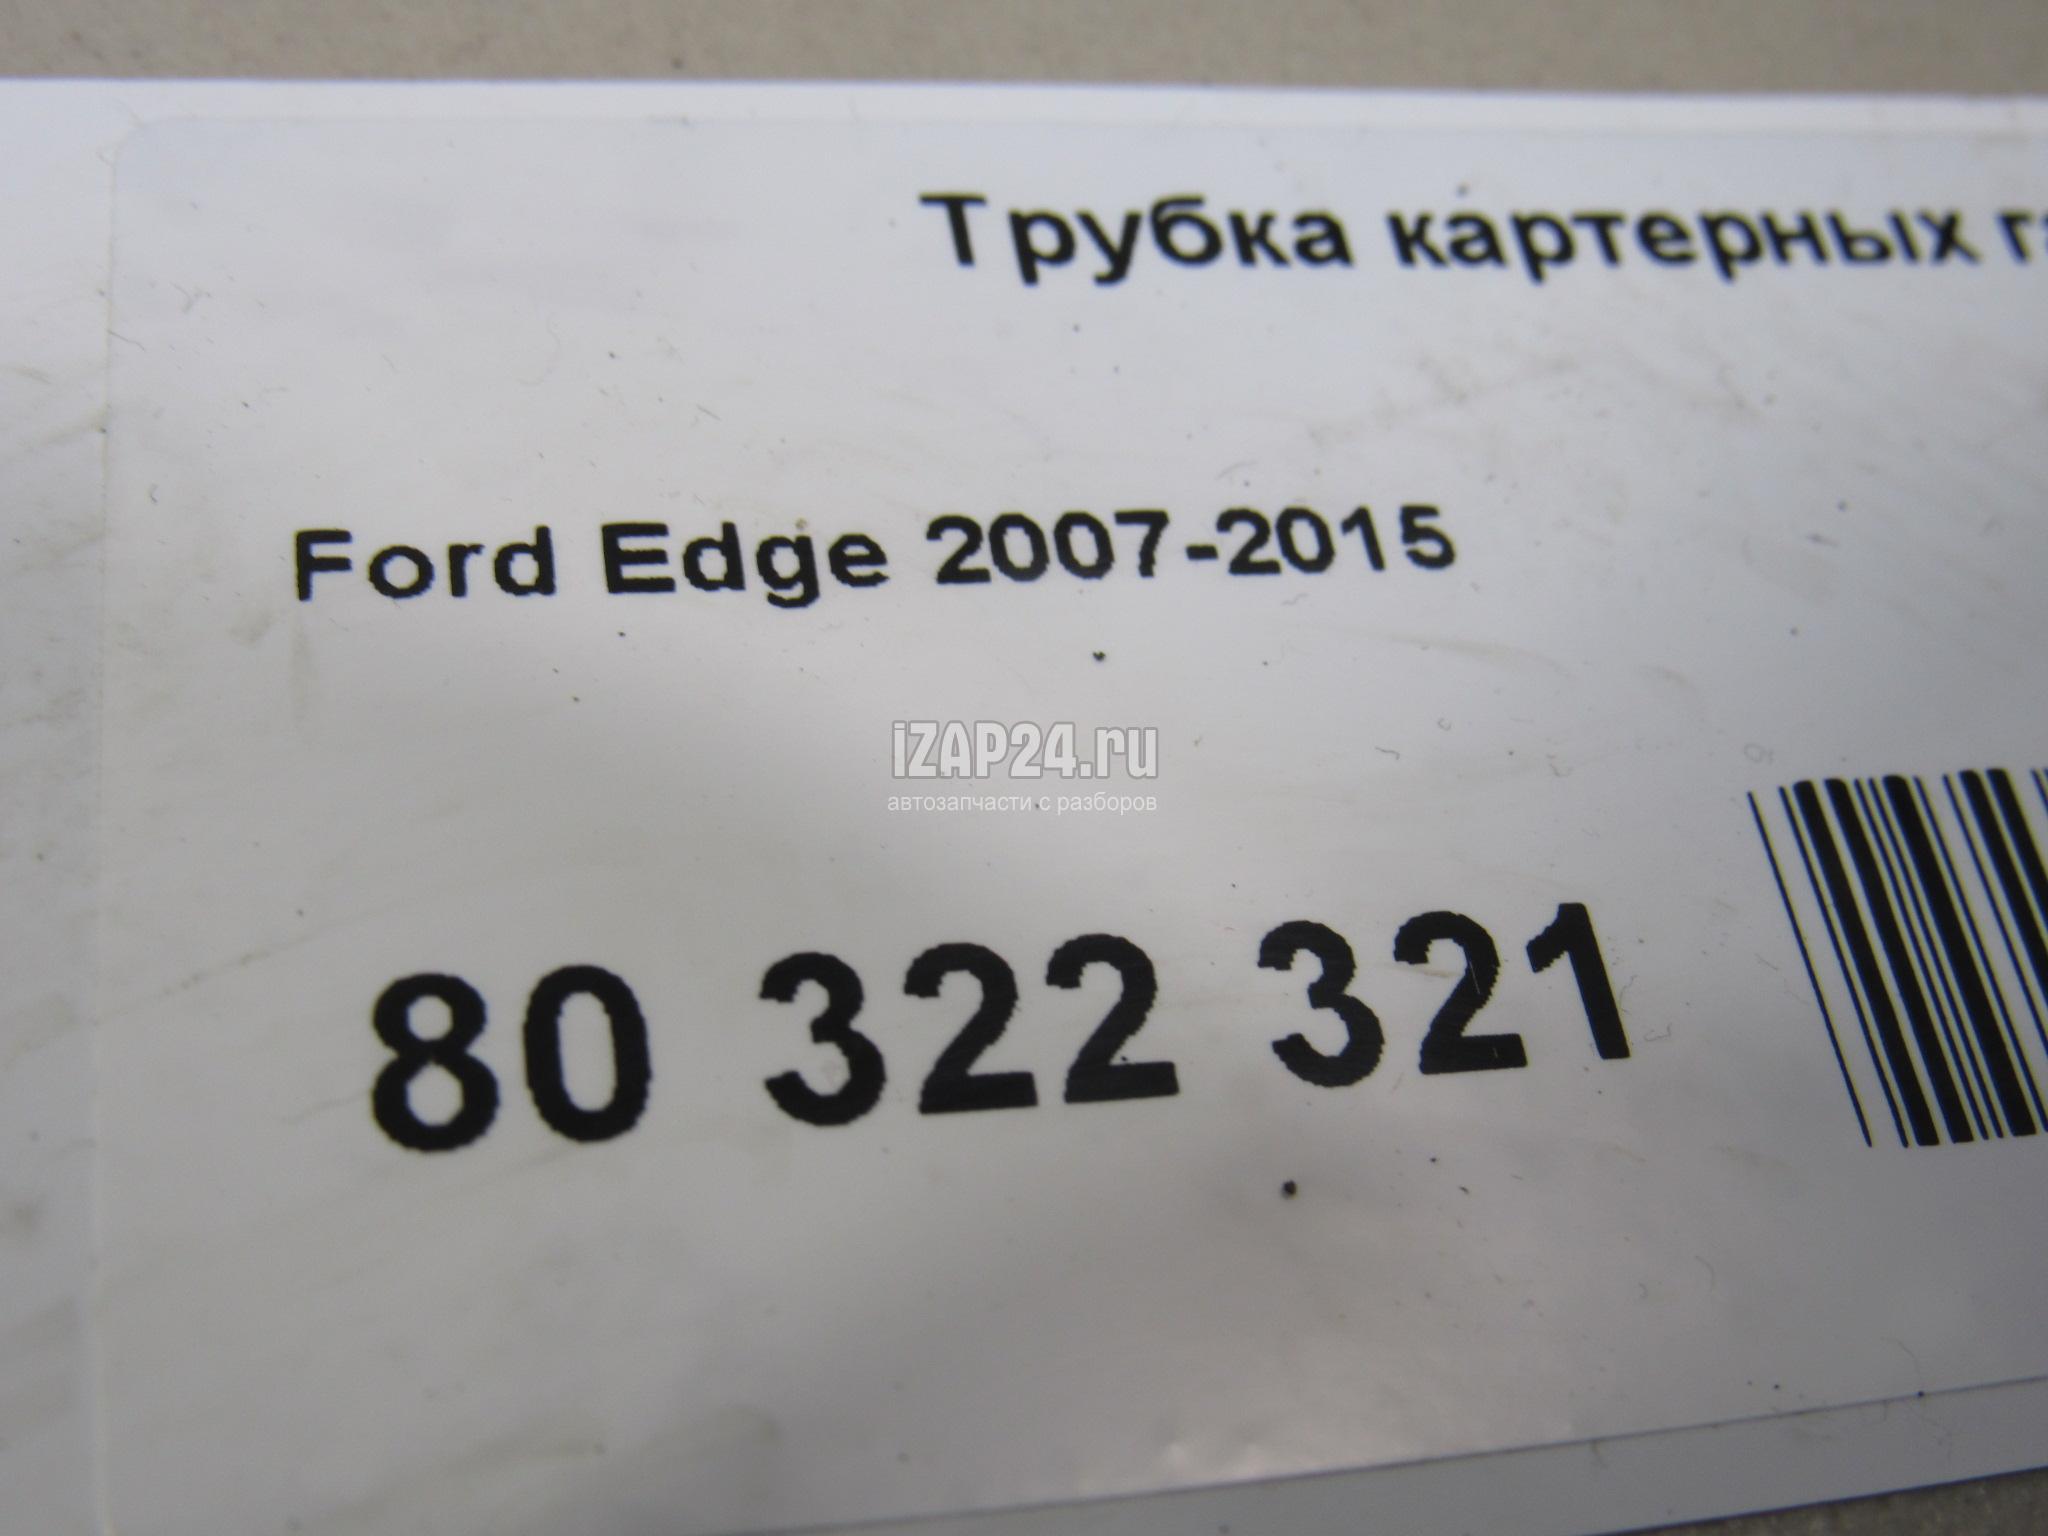 Трубка картерных
Ford Edge 2007-2015
iZAP24.ru
автозапчасти с разборов
80 322 321